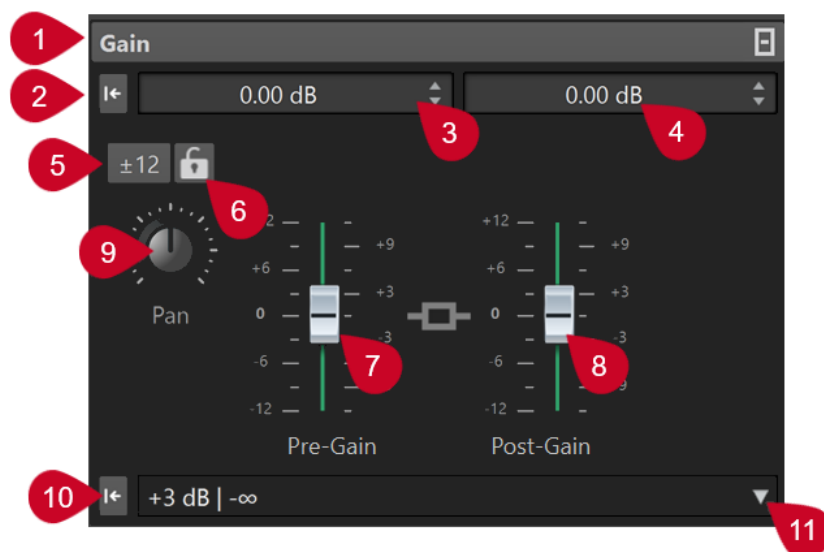 1 Gain
2 0.00 dB 3 0.00 dB 4
5 ±12 6
9 Pan
2 +9 +6 +3 0 3 -6 -12 7
Pre-Gain
+12 +9 +6 +3 0 -3 -6 9 -12 8
Post-Gain
10 +3 dB | -∞ 11